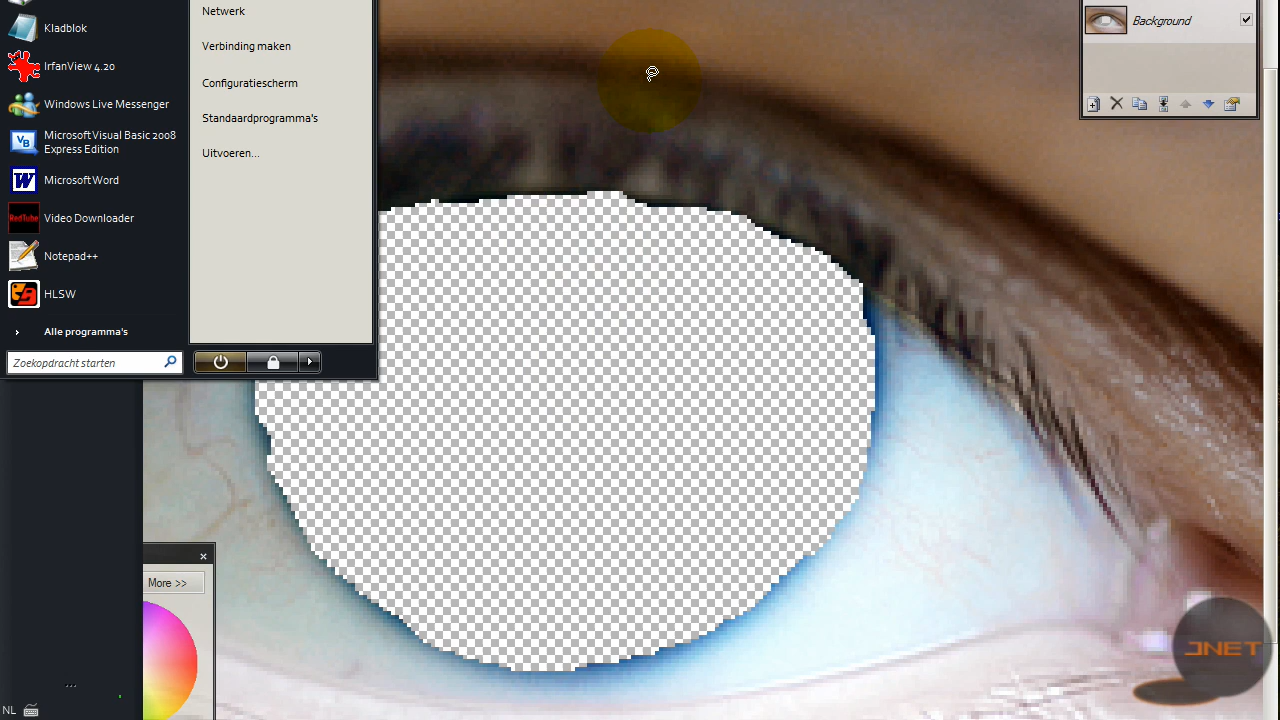 Kladblok
IrfanView 4.20
Windows Live Messenger
Microsoft Visual Basic 2008
Express Edition
Microsoft Word
RedTube
Video Downloader
Notepad++
HLSW
Alle programma's
Zoekopdracht starten
Netwerk
Verbinding maken
Configuratiescherm
Standaardprogramma's
Uitvoeren...
Background
More >>
JNET
NL